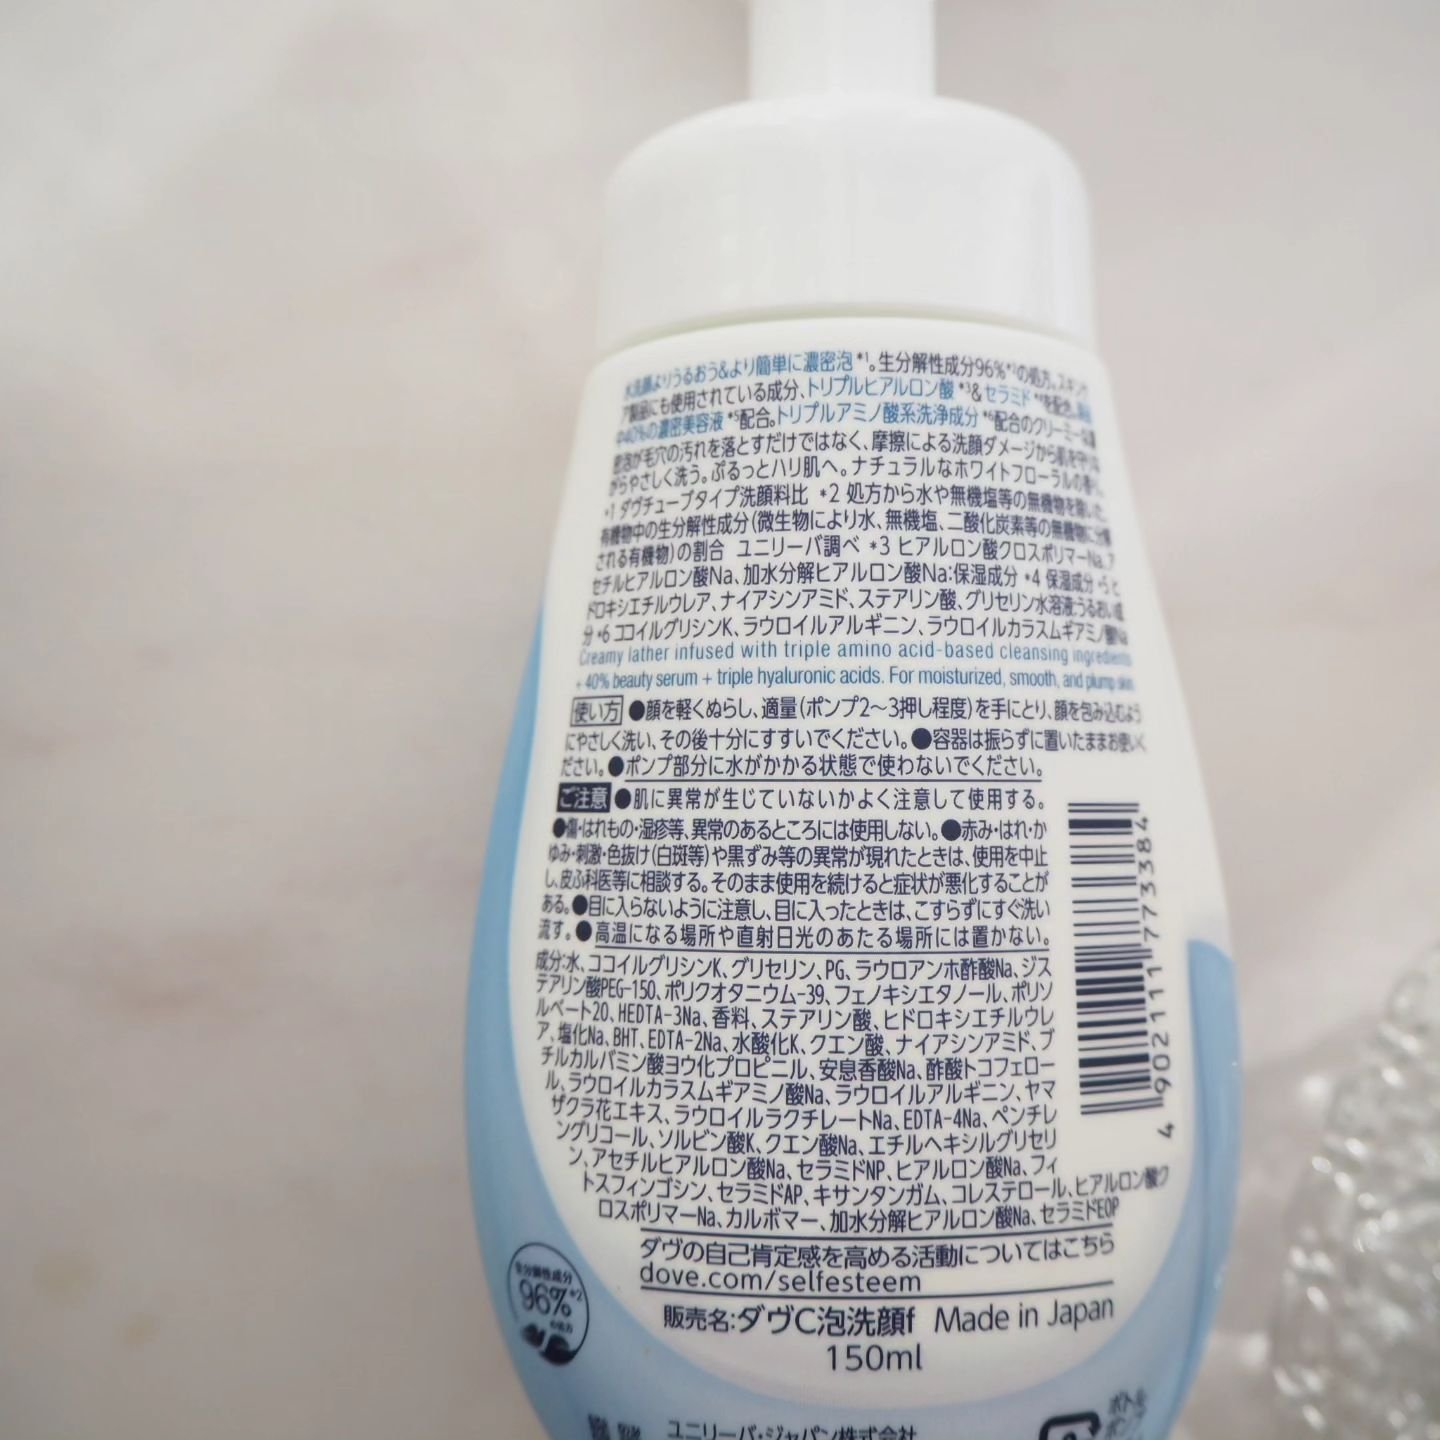 水洗顔よりうるおう&より簡単に濃密泡*1。生分解性成分96%*2の処方。スキンケ
ア製品にも使用されている成分、トリプルヒアルロン酸*3&セラミド*4を配合。
中40%の濃密美容液*5配合。トリプルアミノ酸系洗浄成分*6配合のクリーミーな濃
密泡が毛穴の汚れを落とすだけではなく、摩擦による洗顔ダメージから肌を守りな
がらやさしく洗う。ぷるっとハリ肌へ。ナチュラルなホワイトフローラルの香り。
*1 ダヴチューブタイプ洗顔料比 *2 処方から水や無機塩等の無機物を除いた、
有機物中の生分解性成分(微生物により水、無機塩、二酸化炭素等の無機物に分解
される有機物)の割合 ユニリーバ調べ *3 ヒアルロン酸クロスポリマーNa、ア
セチルヒアルロン酸Na、加水分解ヒアルロン酸Na:保湿成分 *4 保湿成分 *5 ヒ
ドロキシエチルウレア、ナイアシンアミド、ステアリン酸、グリセリン水溶液:うるおい成
分 *6 ココイルグリシンK、ラウロイルアルギニン、ラウロイルカラスムギアミノ酸Na
Creamy lather infused with triple amino acid-based cleansing ingredients
+ 40% beauty serum + triple hyaluronic acids. For moisturized, smooth, and plump skin
使い方 ●顔を軽くぬらし、適量(ポンプ2〜3押し程度)を手にとり、顔を包み込むよう
にやさしく洗い、その後十分にすすいでください。●容器は振らずに置いたままお使いく
ださい。●ポンプ部分に水がかかる状態で使わないでください。
ご注意 ●肌に異常が生じていないかよく注意して使用する。
●傷・はれもの・湿疹等、異常のあるところには使用しない。●赤み・はれ・か
ゆみ・刺激・色抜け(白斑等)や黒ずみ等の異常が現れたときは、使用を中止
し、皮ふ科医等に相談する。そのまま使用を続けると症状が悪化することが
ある。●目に入らないように注意し、目に入ったときは、こすらずにすぐ洗い
流す。●高温になる場所や直射日光のあたる場所には置かない。
成分:水、ココイルグリシンK、グリセリン、PG、ラウロアンホ酢酸Na、ジス
テアリン酸PEG-150、ポリクオタニウム-39、フェノキシエタノール、ポリソ
ルベート20、HEDTA-3Na、香料、ステアリン酸、ヒドロキシエチルウレ
ア、塩化Na、BHT、EDTA-2Na、水酸化K、クエン酸、ナイアシンアミド、ブ
チルカルバミン酸ヨウ化プロピニル、安息香酸Na、酢酸トコフェロー
ル、ラウロイルカラスムギアミノ酸Na、ラウロイルアルギニン、ヤマ
ザクラ花エキス、ラウロイルラクチレートNa、EDTA-4Na、ペンチレ
ングリコール、ソルビン酸K、クエン酸Na、エチルヘキシルグリセリ
ン、アセチルヒアルロン酸Na、セラミドNP、ヒアルロン酸Na、フィ
トスフィンゴシン、セラミドAP、キサンタンガム、コレステロール、ヒアルロン酸ク
ロスポリマーNa、カルボマー、加水分解ヒアルロン酸Na、セラミドEOP
4 902111 773384
ダヴの自己肯定感を高める活動についてはこちら
dove.com/selfesteem
生分解性成分
96%*2
の処方
販売名:ダヴC泡洗顔f Made in Japan
150ml
ユニリーバ・ジャパン株式会社